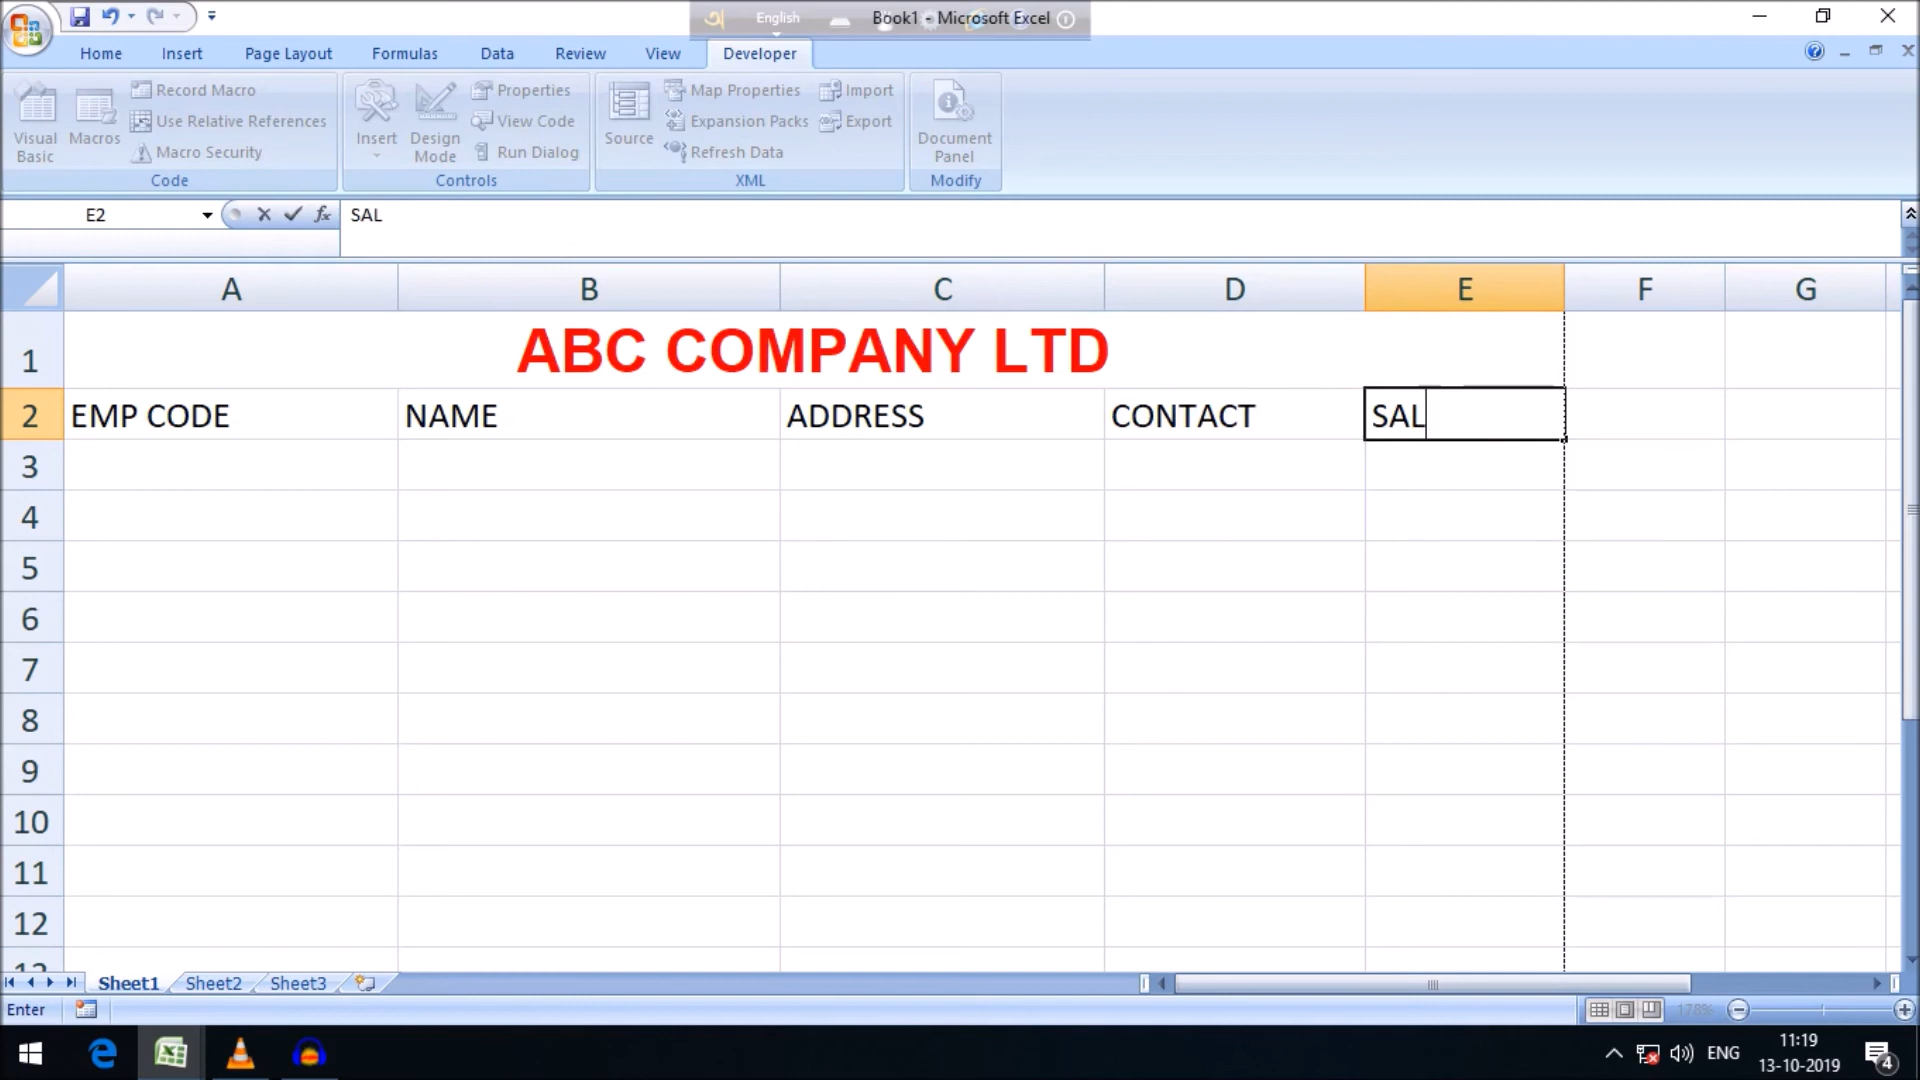 English
Book1 - Microsoft Excel
Home Insert Page Layout Formulas Data Review View Developer
Visual Basic
Macros
Record Macro
Use Relative References
Macro Security
Code
Insert
Design Mode
Properties
View Code
Run Dialog
Controls
Source
Map Properties
Expansion Packs
Refresh Data
Import
Export
XML
Document Panel
Modify
E2 fx SAL
A B C D E F G
1 ABC COMPANY LTD
2 EMP CODE NAME ADDRESS CONTACT SAL
3
4
5
6
7
8
9
10
11
12
13
Sheet1 Sheet2 Sheet3
Enter 178%
ENG 11:19
13-10-2019
4